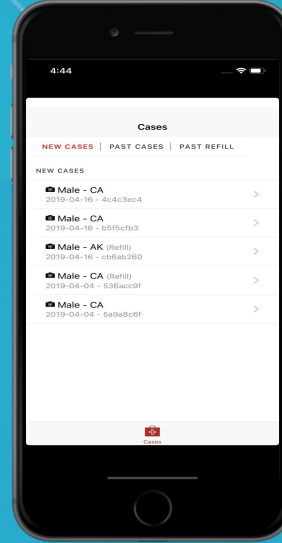 4:44
Cases
NEW CASES | PAST CASES | PAST REFILL
NEW CASES
Male - CA
2019-04-16 - 4c4c3ec4
Male - CA
2019-04-16 - b5f5cfb3
Male - AK (Refill)
2019-04-16 - cb6ab260
Male - CA (Refill)
2019-04-04 - 536acc9f
Male - CA
2019-04-04 - 5a9a8c6f
Cases